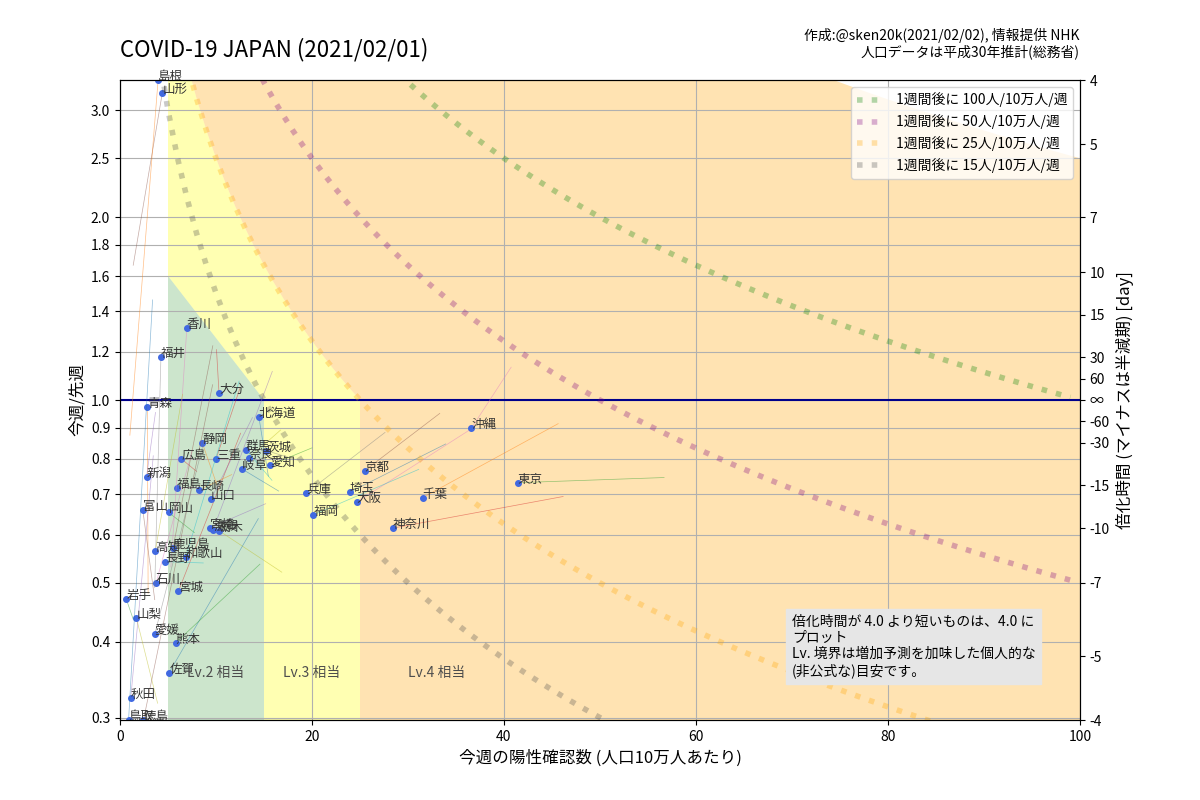 COVID-19 JAPAN (2021/02/01)
作成:@sken20k(2021/02/02), 情報提供 NHK
人口データは平成30年推計(総務省)
1週間後に 100人/10万人/週
1週間後に 50人/10万人/週
1週間後に 25人/10万人/週
1週間後に 15人/10万人/週
今週/先週
3.0
2.5
2.0
1.8
1.6
1.4
1.2
1.0
0.9
0.8
0.7
0.6
0.5
0.4
0.3
島根
山形
香川
福井
大分
青森
北海道
沖縄
静岡
群馬
茨城
広島
三重
奈良
岐阜
愛知
京都
新潟
東京
福島
長崎
兵庫
埼玉
山口
大阪
千葉
富山
岡山
福岡
神奈川
高知
鹿児島
長野
和歌山
石川
宮城
岩手
山梨
愛媛
熊本
佐賀
秋田
鳥取
徳島
Lv.2 相当
Lv.3 相当
Lv.4 相当
倍化時間が 4.0 より短いものは、4.0 に
プロット
Lv. 境界は増加予測を加味した個人的な
(非公式な)目安です。
4
5
7
10
15
30
60
∞
-60
-30
-15
-10
-7
-5
-4
倍化時間 (マイナスは半減期) [day]
0
20
40
60
80
100
今週の陽性確認数 (人口10万人あたり)